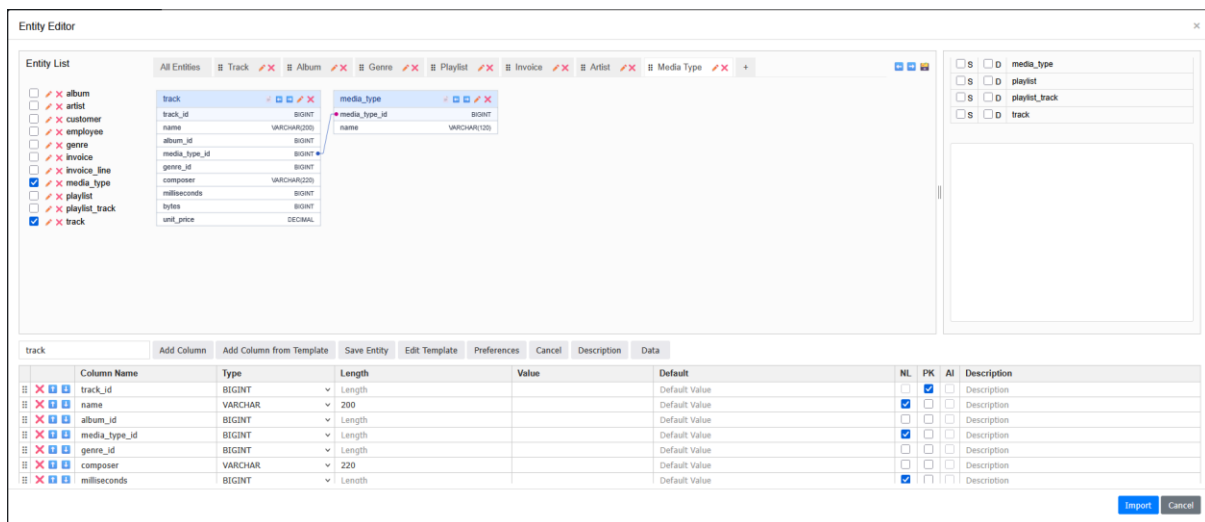 Entity Editor
Entity List
album
artist
customer
employee
genre
invoice
invoice_line
media_type
playlist
playlist_track
track
All Entities Track Album Genre Playlist Invoice Artist Media Type +
track
track_id BIGINT
name VARCHAR(200)
album_id BIGINT
media_type_id BIGINT
genre_id BIGINT
composer VARCHAR(220)
milliseconds BIGINT
bytes BIGINT
unit_price DECIMAL
media_type
media_type_id BIGINT
name VARCHAR(120)
S D media_type
S D playlist
S D playlist_track
S D track
track Add Column Add Column from Template Save Entity Edit Template Preferences Cancel Description Data
Column Name Type Length Value Default NL PK AI Description
track_id BIGINT Length Default Value Description
name VARCHAR 200 Default Value Description
album_id BIGINT Length Default Value Description
media_type_id BIGINT Length Default Value Description
genre_id BIGINT Length Default Value Description
composer VARCHAR 220 Default Value Description
milliseconds BIGINT Length Default Value Description
Import Cancel